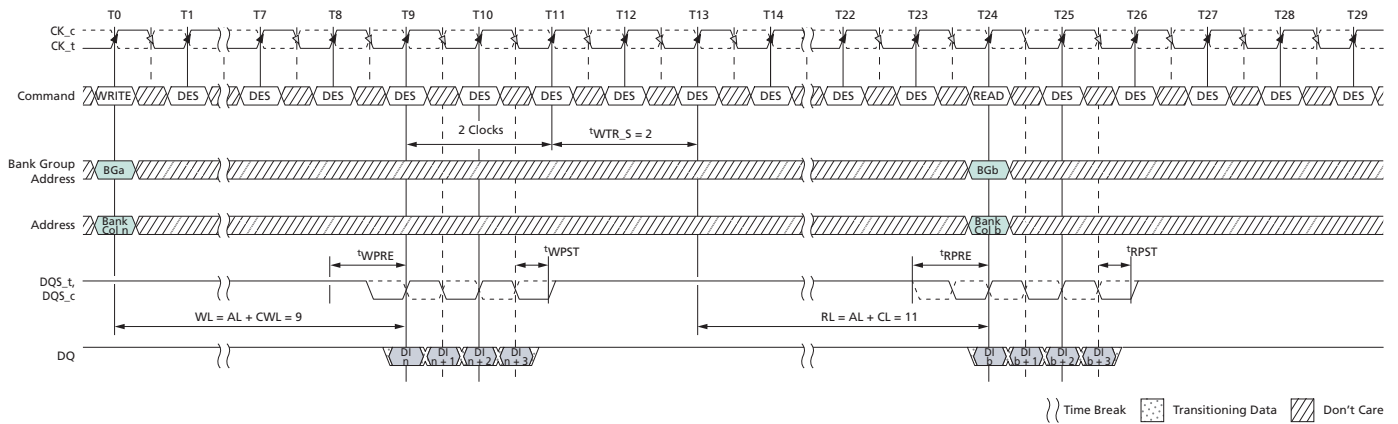 T0 T1 T7 T8 T9 T10 T11 T12 T13 T14 T22 T23 T24 T25 T26 T27 T28 T29
CK_c
CK_t
Command WRITE DES DES DES DES DES DES DES DES DES DES DES READ DES DES DES DES DES
2 Clocks tWTR_S = 2
Bank Group
Address BGa BGb
Address Bank
Col n Bank
Col b
tWPRE tWPST tRPRE tRPST
DQS_t,
DQS_c
WL = AL + CWL = 9 RL = AL + CL = 11
DQ DI
n DI
n + 1 DI
n + 2 DI
n + 3 DI
b DI
b + 1 DI
b + 2 DI
b + 3
Time Break Transitioning Data Don't Care